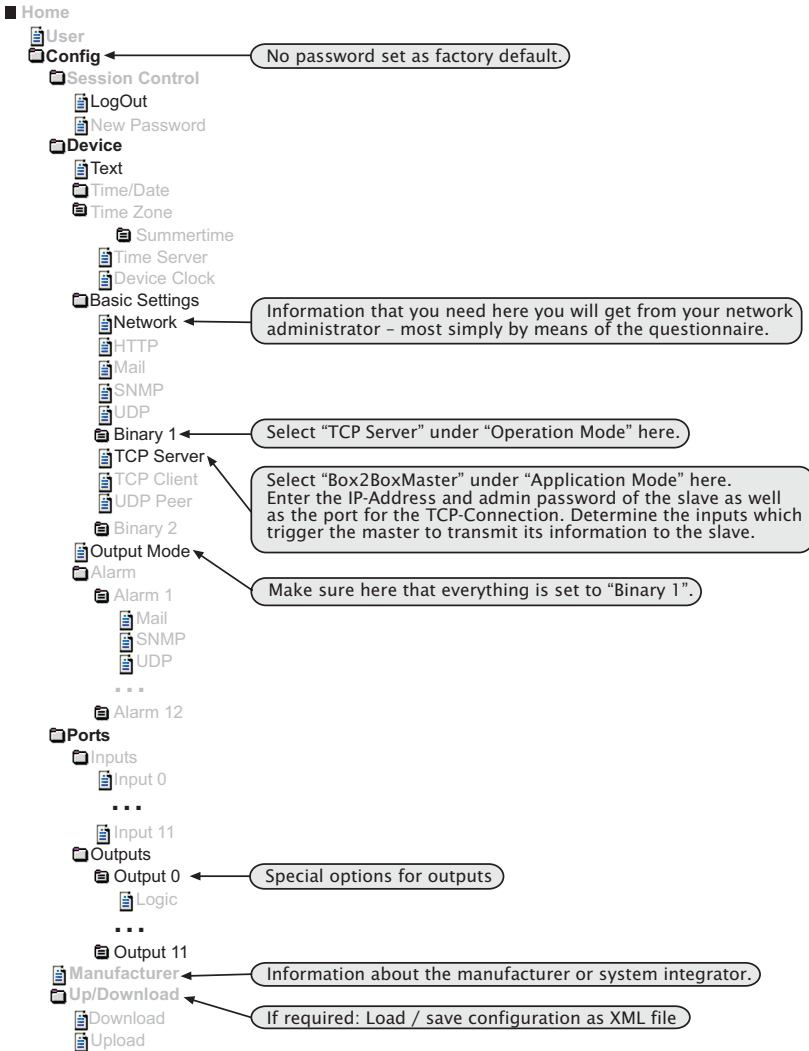 Home
User
Config
No password set as factory default.
Session Control
LogOut
New Password
Device
Text
Time/Date
Time Zone
Summertime
Time Server
Device Clock
Basic Settings
Information that you need here you will get from your network
administrator – most simply by means of the questionnaire.
Network
HTTP
Mail
SNMP
UDP
Binary 1
Select “TCP Server” under “Operation Mode” here.
TCP Server
TCP Client
UDP Peer
Select “Box2BoxMaster” under “Application Mode” here.
Enter the IP-Address and admin password of the slave as well
as the port for the TCP-Connection. Determine the inputs which
trigger the master to transmit its information to the slave.
Binary 2
Output Mode
Alarm
Make sure here that everything is set to “Binary 1”.
Alarm 1
Mail
SNMP
UDP
...
Alarm 12
Ports
Inputs
Input 0
...
Input 11
Outputs
Output 0
Special options for outputs
Logic
...
Output 11
Manufacturer
Information about the manufacturer or system integrator.
Up/Download
Download
If required: Load / save configuration as XML file
Upload